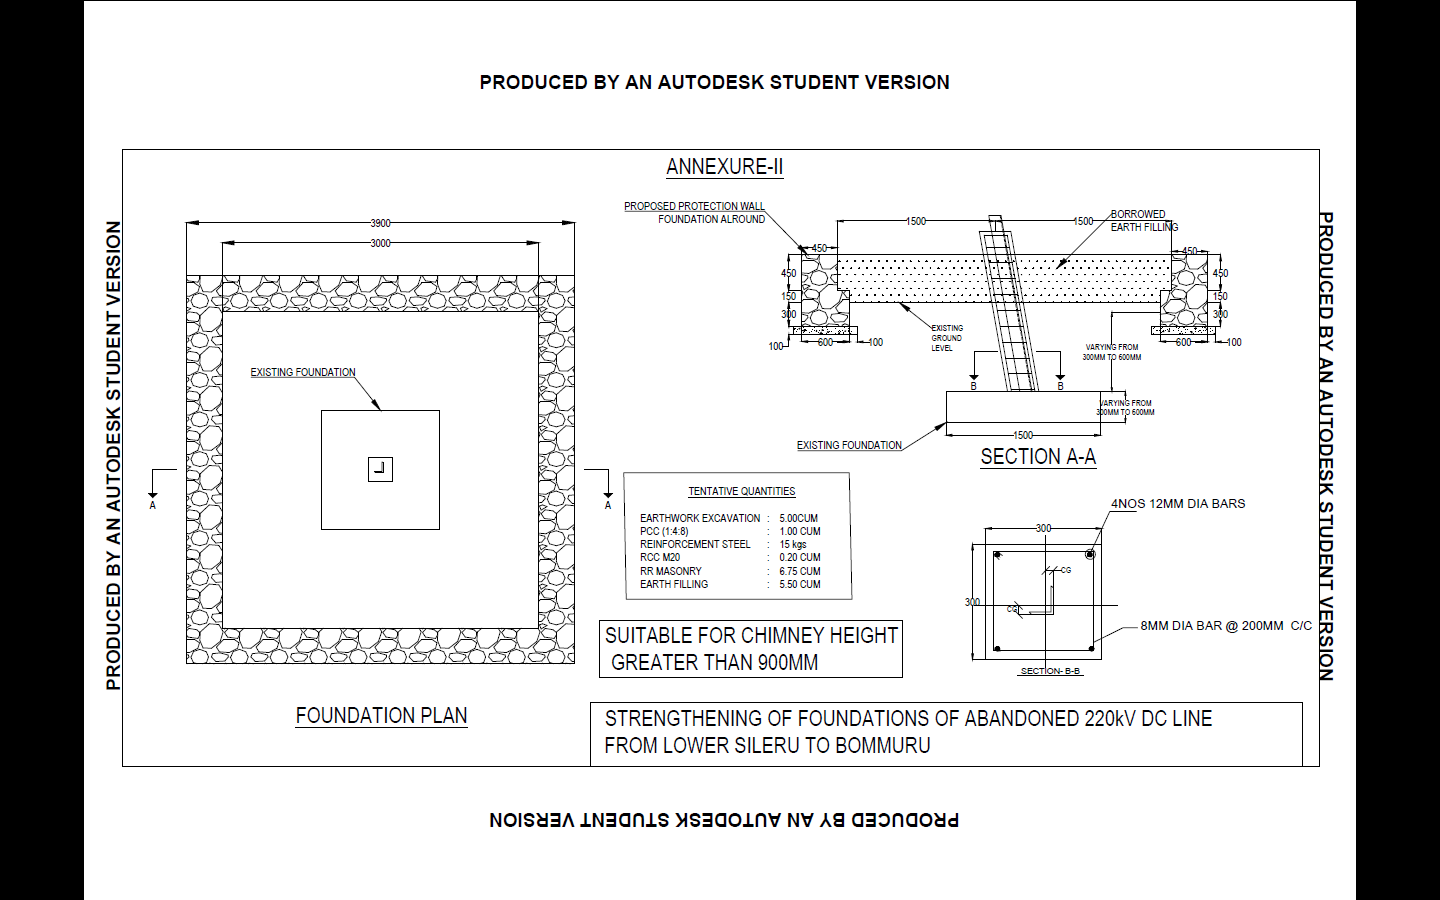 PRODUCED BY AN AUTODESK STUDENT VERSION
ANNEXURE-II
PRODUCED BY AN AUTODESK STUDENT VERSION
3900
3000
EXISTING FOUNDATION
A
A
FOUNDATION PLAN
PROPOSED PROTECTION WALL
FOUNDATION ALROUND
1500
1500
BORROWED
EARTH FILLING
450
450
450
150
300
100
600
100
450
150
300
600
100
EXISTING
GROUND
LEVEL
VARYING FROM
300MM TO 600MM
B
B
VARYING FROM
300MM TO 600MM
EXISTING FOUNDATION
1500
SECTION A-A
TENTATIVE QUANTITIES
EARTHWORK EXCAVATION : 5.00CUM
PCC (1:4:8) : 1.00 CUM
REINFORCEMENT STEEL : 15 kgs
RCC M20 : 0.20 CUM
RR MASONRY : 6.75 CUM
EARTH FILLING : 5.50 CUM
4NOS 12MM DIA BARS
300
CG
300
CG
8MM DIA BAR @ 200MM C/C
SECTION- B-B
SUITABLE FOR CHIMNEY HEIGHT
GREATER THAN 900MM
STRENGTHENING OF FOUNDATIONS OF ABANDONED 220kV DC LINE
FROM LOWER SILERU TO BOMMURU
PRODUCED BY AN AUTODESK STUDENT VERSION
PRODUCED BY AN AUTODESK STUDENT VERSION